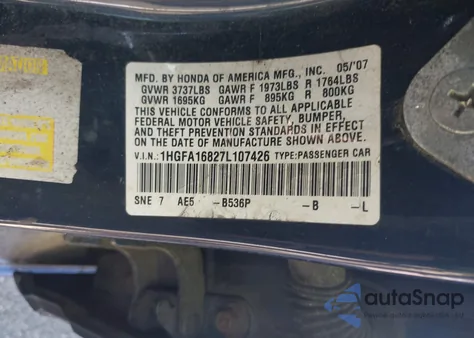 MFD. BY HONDA OF AMERICA MFG., INC. 05/'07
GVWR 3737LBS GAWR F 1973LBS R 1764LBS
GVWR 1695KG GAWR F 895KG R 800KG
THIS VEHICLE CONFORMS TO ALL APPLICABLE
FEDERAL MOTOR VEHICLE SAFETY, BUMPER,
AND THEFT PREVENTION STANDARDS IN EFFECT
ON THE DATE OF MANUFACTURE SHOWN ABOVE.
V.I.N.: 1HGFA16827L107426 TYPE: PASSENGER CAR
SNE 7 AE5 -B536P -B -L
autoSnap